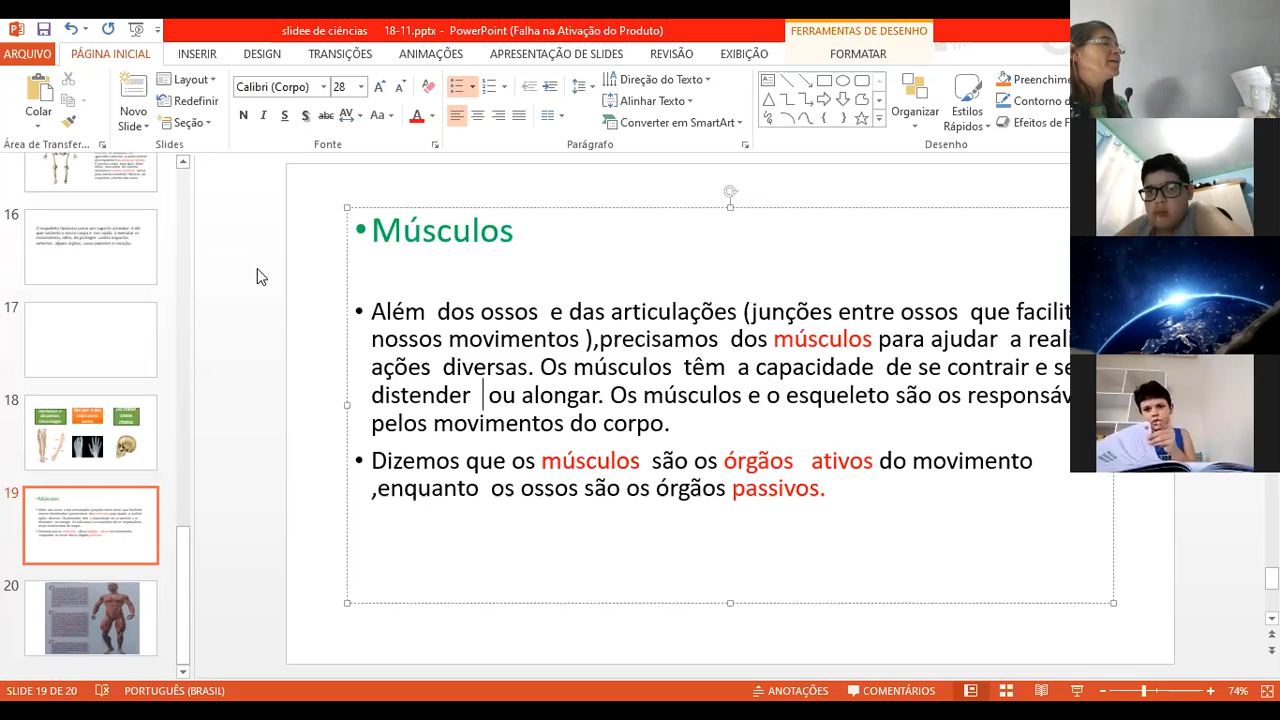 slidee de ciências 18-11.pptx - PowerPoint (Falha na Ativação do Produto)
FERRAMENTAS DE DESENHO
ARQUIVO PÁGINA INICIAL INSERIR DESIGN TRANSIÇÕES ANIMAÇÕES APRESENTAÇÃO DE SLIDES REVISÃO EXIBIÇÃO FORMATAR
Colar
Novo
Slide
Layout
Redefinir
Seção
Calibri (Corpo) 28
N I S S abc AV Aa A
Direção do Texto
Alinhar Texto
Converter em SmartArt
Organizar
Estilos
Rápidos
Preenchime
Contorno d
Efeitos de F
Área de Transfer... Slides Fonte Parágrafo Desenho
16
17
18
19
20
•Músculos
• Além dos ossos e das articulações (junções entre ossos que facilit
nossos movimentos ),precisamos dos músculos para ajudar a reali
ações diversas. Os músculos têm a capacidade de se contrair e se
distender ou alongar. Os músculos e o esqueleto são os responsáv
pelos movimentos do corpo.
• Dizemos que os músculos são os órgãos ativos do movimento
,enquanto os ossos são os órgãos passivos.
SLIDE 19 DE 20 PORTUGUÊS (BRASIL) ANOTAÇÕES COMENTÁRIOS 74%